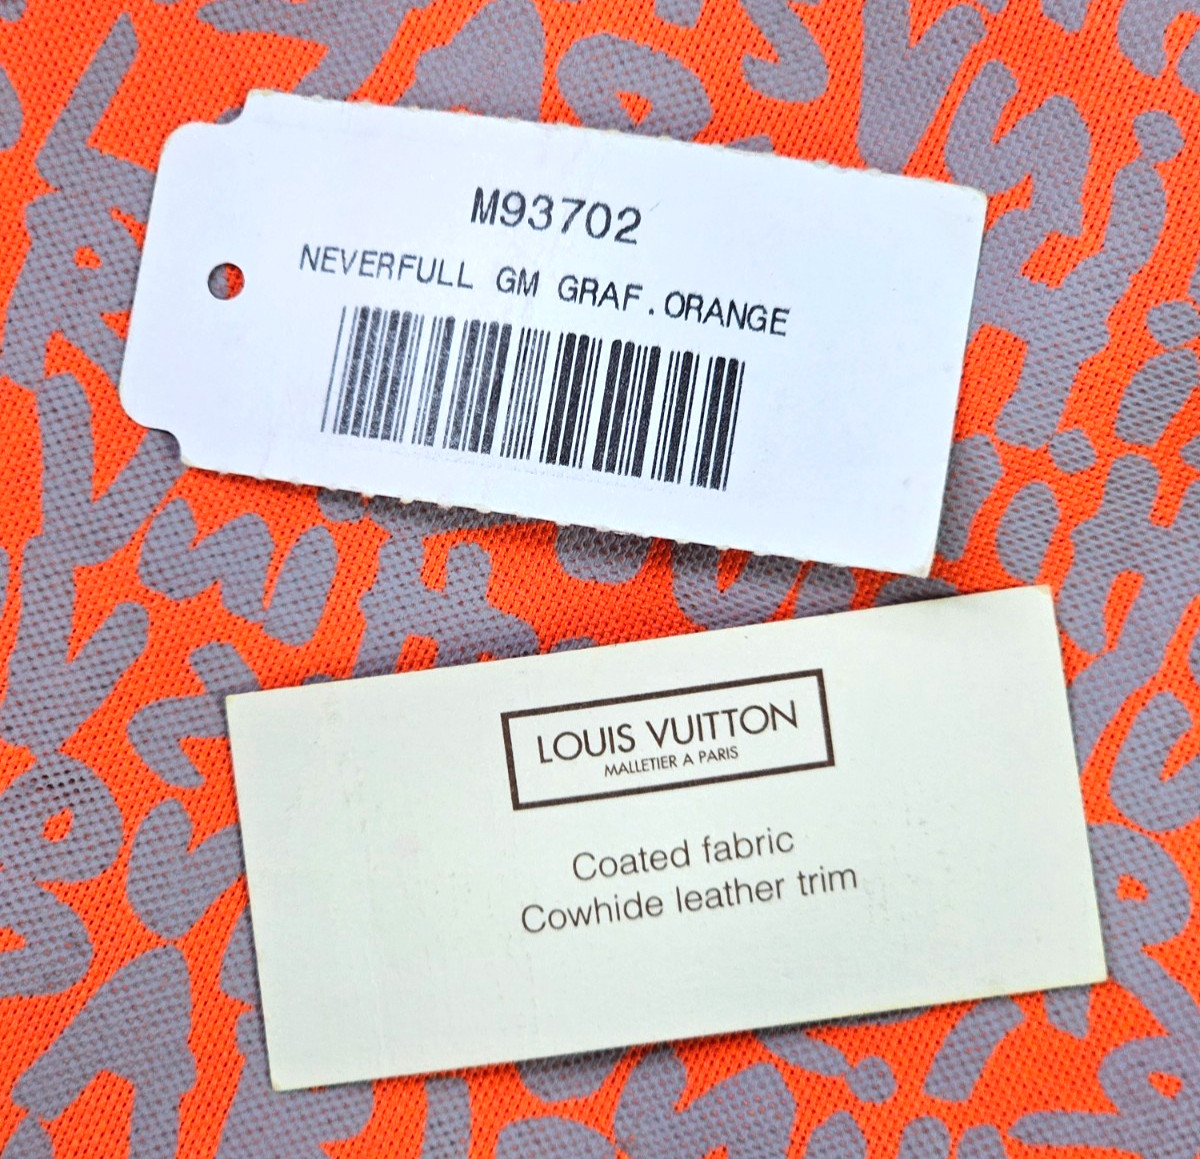 M93702
NEVERFULL GM GRAF.ORANGE
LOUIS VUITTON
MALLETIER A PARIS
Coated fabric
Cowhide leather trim